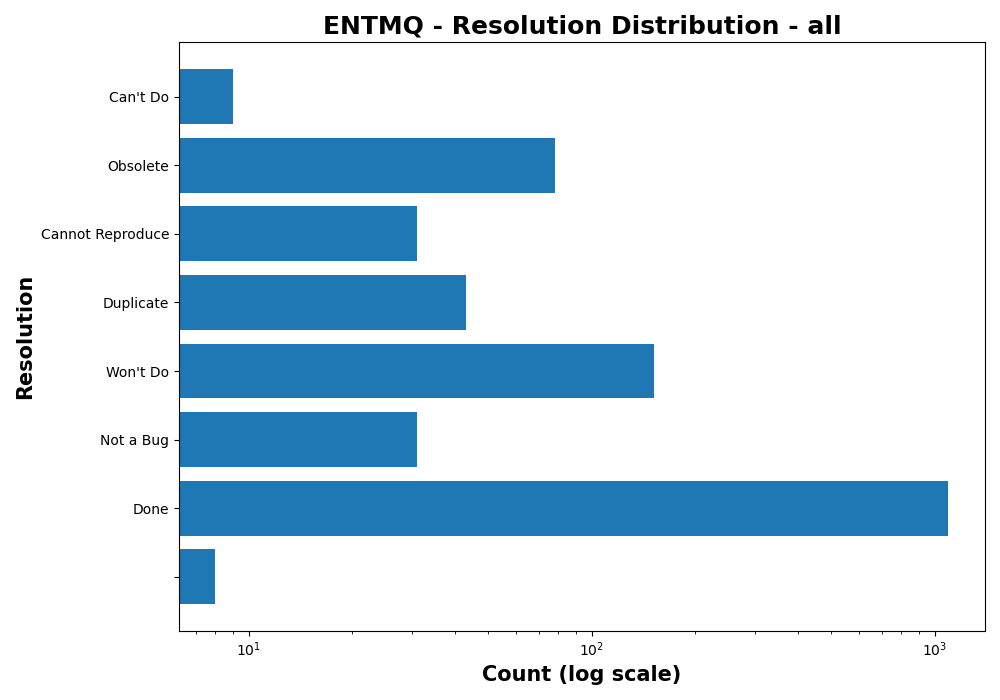 ENTMQ - Resolution Distribution - all
Can't Do
Obsolete
Cannot Reproduce
Duplicate
Won't Do
Not a Bug
Done
Resolution
10¹
10²
10³
Count (log scale)